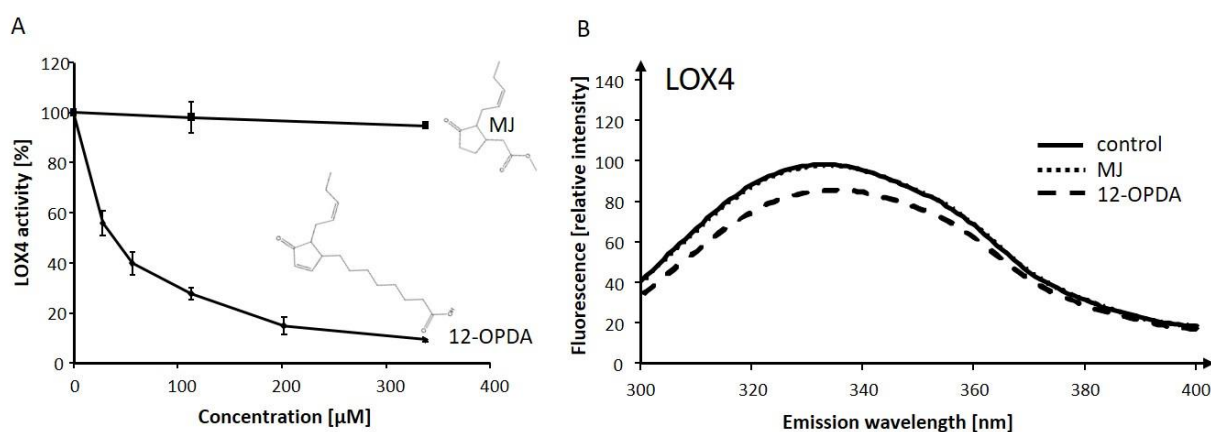 A
LOX4 activity [%]
120
100
80
60
40
20
0
0
100
200
300
400
Concentration [µM]
MJ
12-OPDA
B
LOX4
Fluorescence [relative intensity]
140
120
100
80
60
40
20
0
300
320
340
360
380
400
Emission wavelength [nm]
control
MJ
12-OPDA